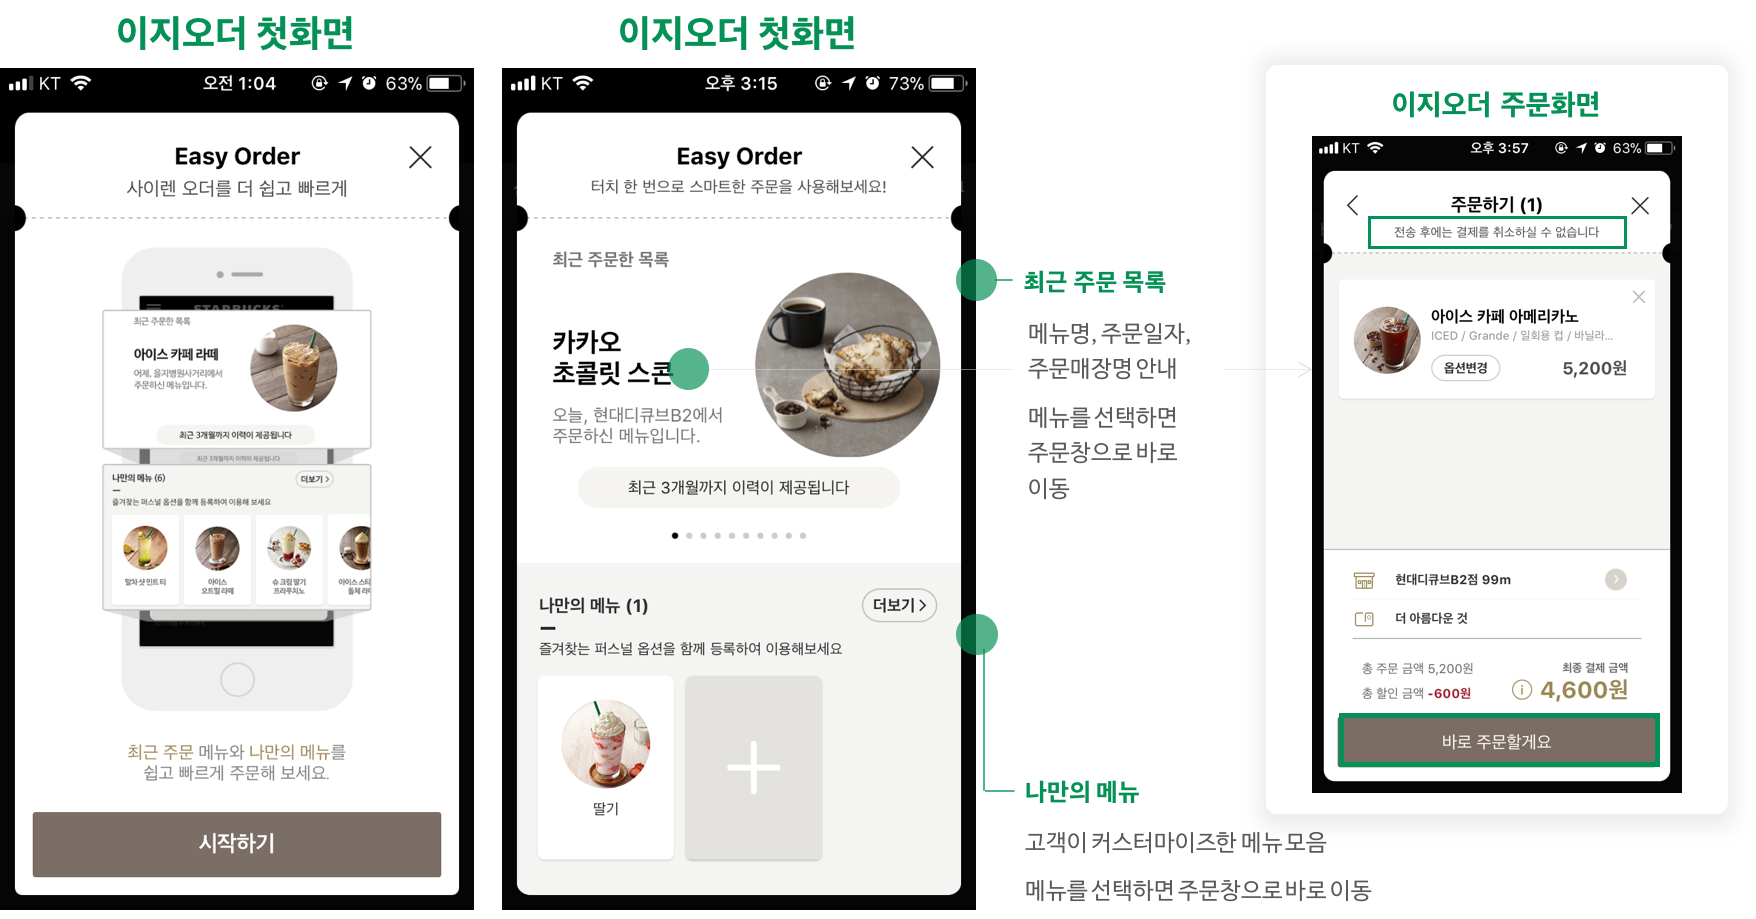 이지오더 첫화면
KT 오전 1:04 63%
Easy Order
사이렌 오더를 더 쉽고 빠르게
STARBUCKS
최근 주문한 목록
아이스 카페 라떼
어제, 을지병원사거리에서
주문하신 메뉴입니다.
최근 3개월까지 이력이 제공됩니다
최근 3개월까지 이력이 제공됩니다
나만의 메뉴 (6)
더보기 >
즐겨찾는 퍼스널 옵션을 함께 등록하여 이용해 보세요
말차 샷 민트 티
아이스
오트밀 라떼
슈 크림 딸기
프라푸치노
아이스 스타
돌체 라
최근 주문 메뉴와 나만의 메뉴를
쉽고 빠르게 주문해 보세요.
시작하기
이지오더 첫화면
KT 오후 3:15 73%
Easy Order
터치 한 번으로 스마트한 주문을 사용해보세요!
최근 주문한 목록
카카오
초콜릿 스콘
오늘, 현대디큐브B2에서
주문하신 메뉴입니다.
최근 3개월까지 이력이 제공됩니다
나만의 메뉴 (1)
더보기 >
즐겨찾는 퍼스널 옵션을 함께 등록하여 이용해보세요
딸기
최근 주문 목록
메뉴명, 주문일자,
주문매장명 안내
메뉴를 선택하면
주문창으로 바로
이동
나만의 메뉴
고객이 커스터마이즈한 메뉴 모음
메뉴를 선택하면 주문창으로 바로 이동
이지오더 주문화면
KT 오후 3:57 63%
주문하기 (1)
전송 후에는 결제를 취소하실 수 없습니다
아이스 카페 아메리카노
ICED / Grande / 일회용 컵 / 바닐라...
옵션변경
5,200원
현대디큐브B2점 99m
더 아름다운 것
총 주문 금액 5,200원
최종 결제 금액
총 할인 금액 -600원
4,600원
바로 주문할게요